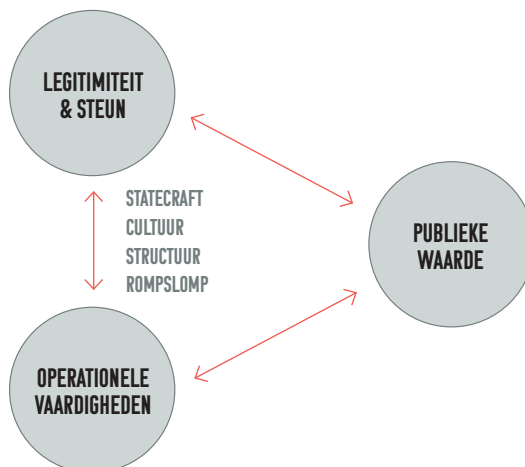 LEGITIMITEIT
& STEUN
STATECRAFT
CULTUUR
STRUCTUUR
ROMPSLOMP
PUBLIEKE
WAARDE
OPERATIONELE
VAARDIGHEDEN